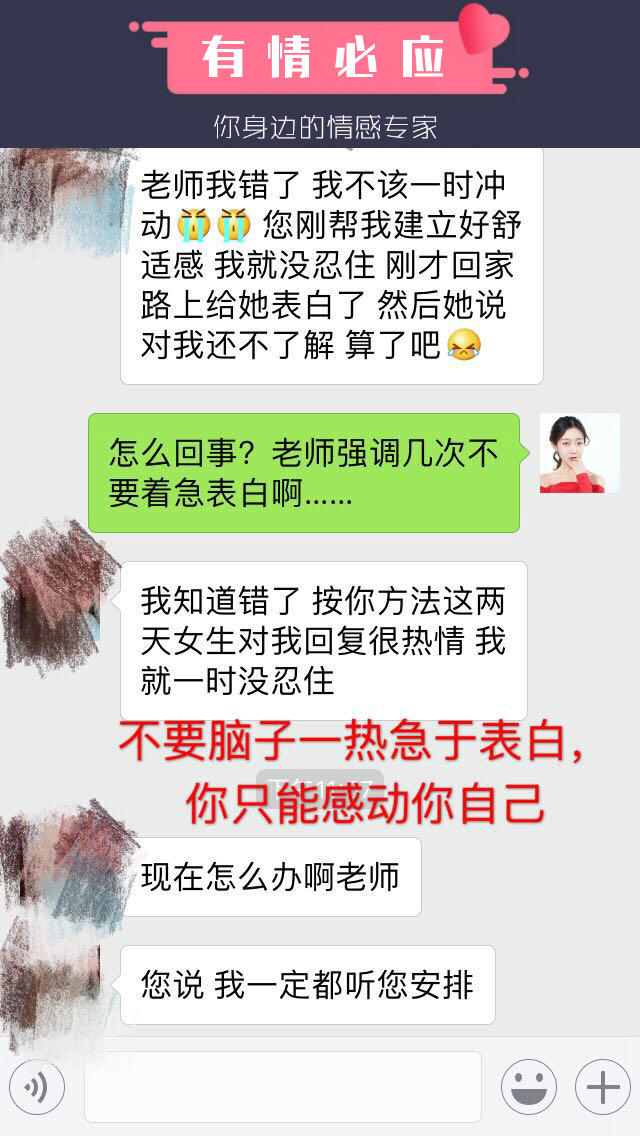 有情必应
你身边的情感专家
老师我错了 我不该一时冲
动😭😭 您刚帮我建立好舒
适感 我就没忍住 刚才回家
路上给她表白了 然后她说
对我还不了解 算了吧😹
怎么回事？老师强调几次不
要着急表白啊……
我知道错了 按你方法这两
天女生对我回复很热情 我
就一时没忍住
不要脑子一热急于表白，
你只能感动你自己
现在怎么办啊老师
您说 我一定都听您安排